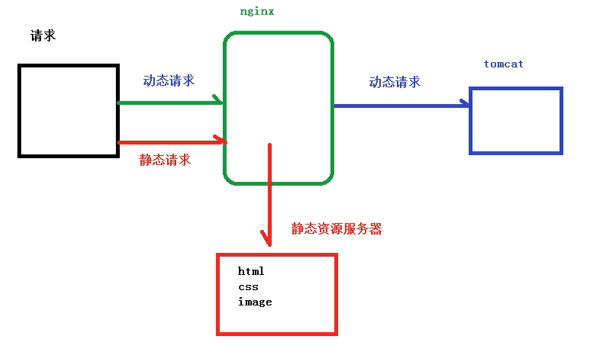 nginx
请求
动态请求
动态请求
tomcat
静态请求
静态资源服务器
html
css
image